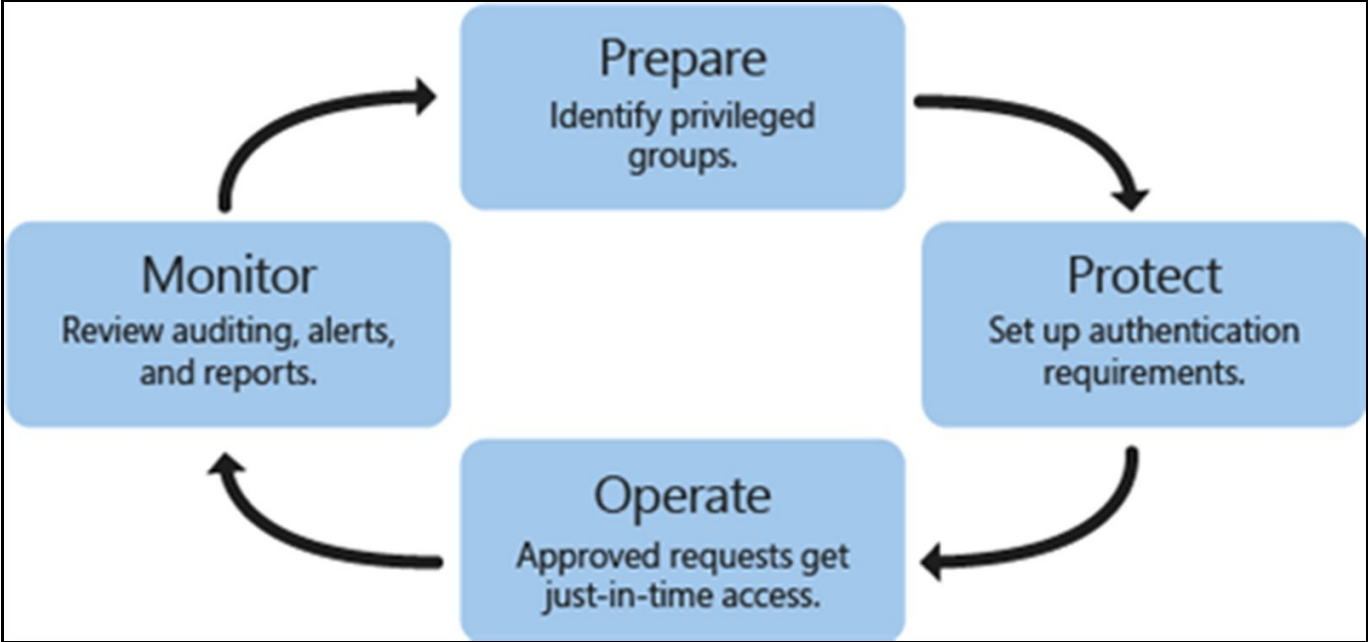 Prepare
Identify privileged
groups.
Monitor
Review auditing, alerts,
and reports.
Protect
Set up authentication
requirements.
Operate
Approved requests get
just-in-time access.